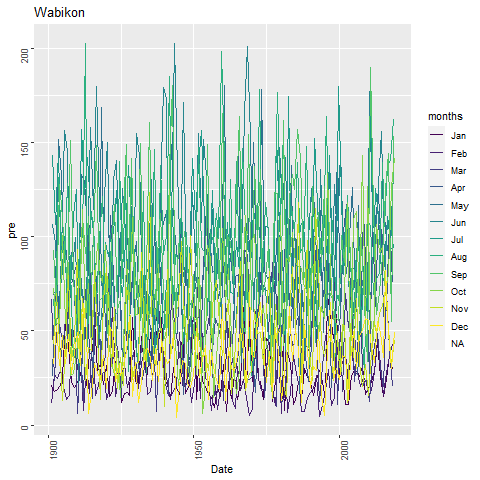 Wabikon
pre
200
150
100
50
0
1900
1950
2000
Date
months
Jan
Feb
Mar
Apr
May
Jun
Jul
Aug
Sep
Oct
Nov
Dec
NA